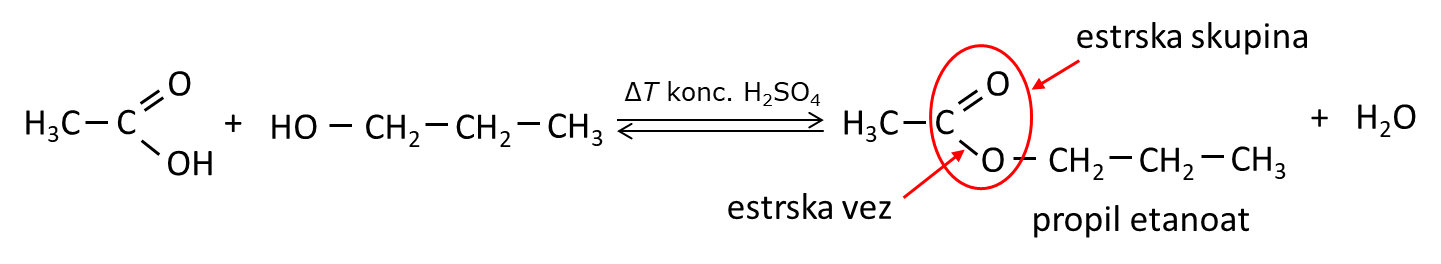 estrska skupina
H₃C – C
O
OH
+
HO – CH₂ – CH₂ – CH₃
ΔT konc. H₂SO₄
H₃C – C
O
O – CH₂ – CH₂ – CH₃
+ H₂O
estrska vez
propil etanoat